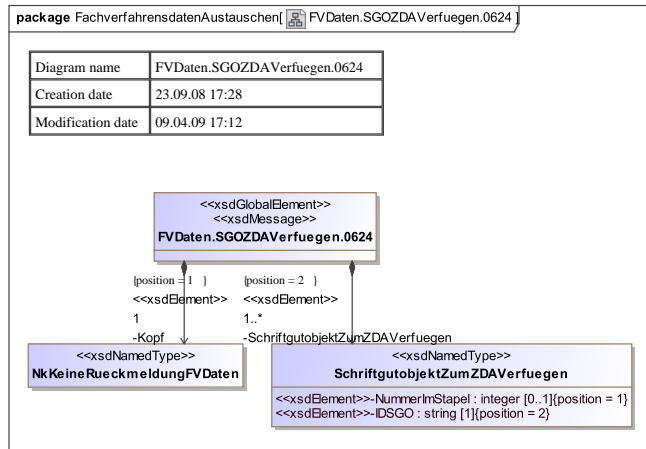 package FachverfahrensdatenAustauschen[ FVDaten.SGOZDAVerfuegen.0624 ]
Diagram name FVDaten.SGOZDAVerfuegen.0624
Creation date 23.09.08 17:28
Modification date 09.04.09 17:12
<<xsdGlobalElement>>
<<xsdMessage>>
FVDaten.SGOZDAVerfuegen.0624
{position = 1 } {position = 2 }
<<xsdElement>> <<xsdElement>>
1 1..*
-Kopf -SchriftgutobjektZumZDAVerfuegen
<<xsdNamedType>> <<xsdNamedType>>
NkKeineRueckmeldungFVDaten SchriftgutobjektZumZDAVerfuegen
<<xsdElement>>-NummerImStapel : integer [0..1]{position = 1}
<<xsdElement>>-IDSGO : string [1]{position = 2}